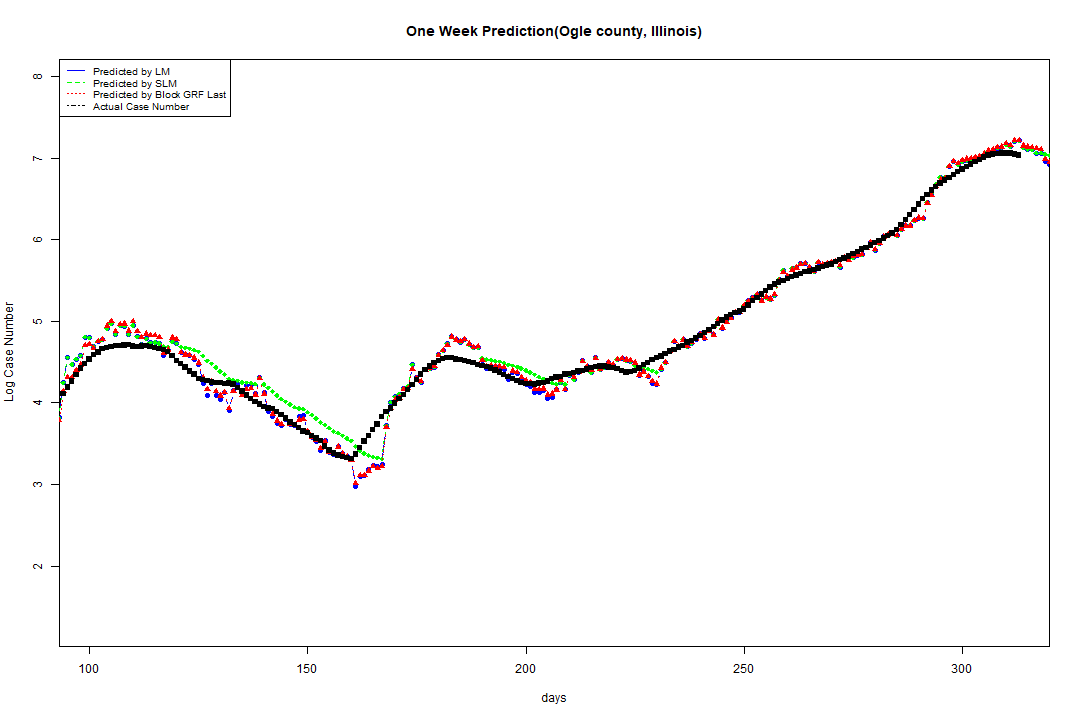 One Week Prediction(Ogle county, Illinois)
Predicted by LM
Predicted by SLM
Predicted by Block GRF Last
Actual Case Number
8
7
6
5
4
3
2
Log Case Number
100 150 200 250 300
days